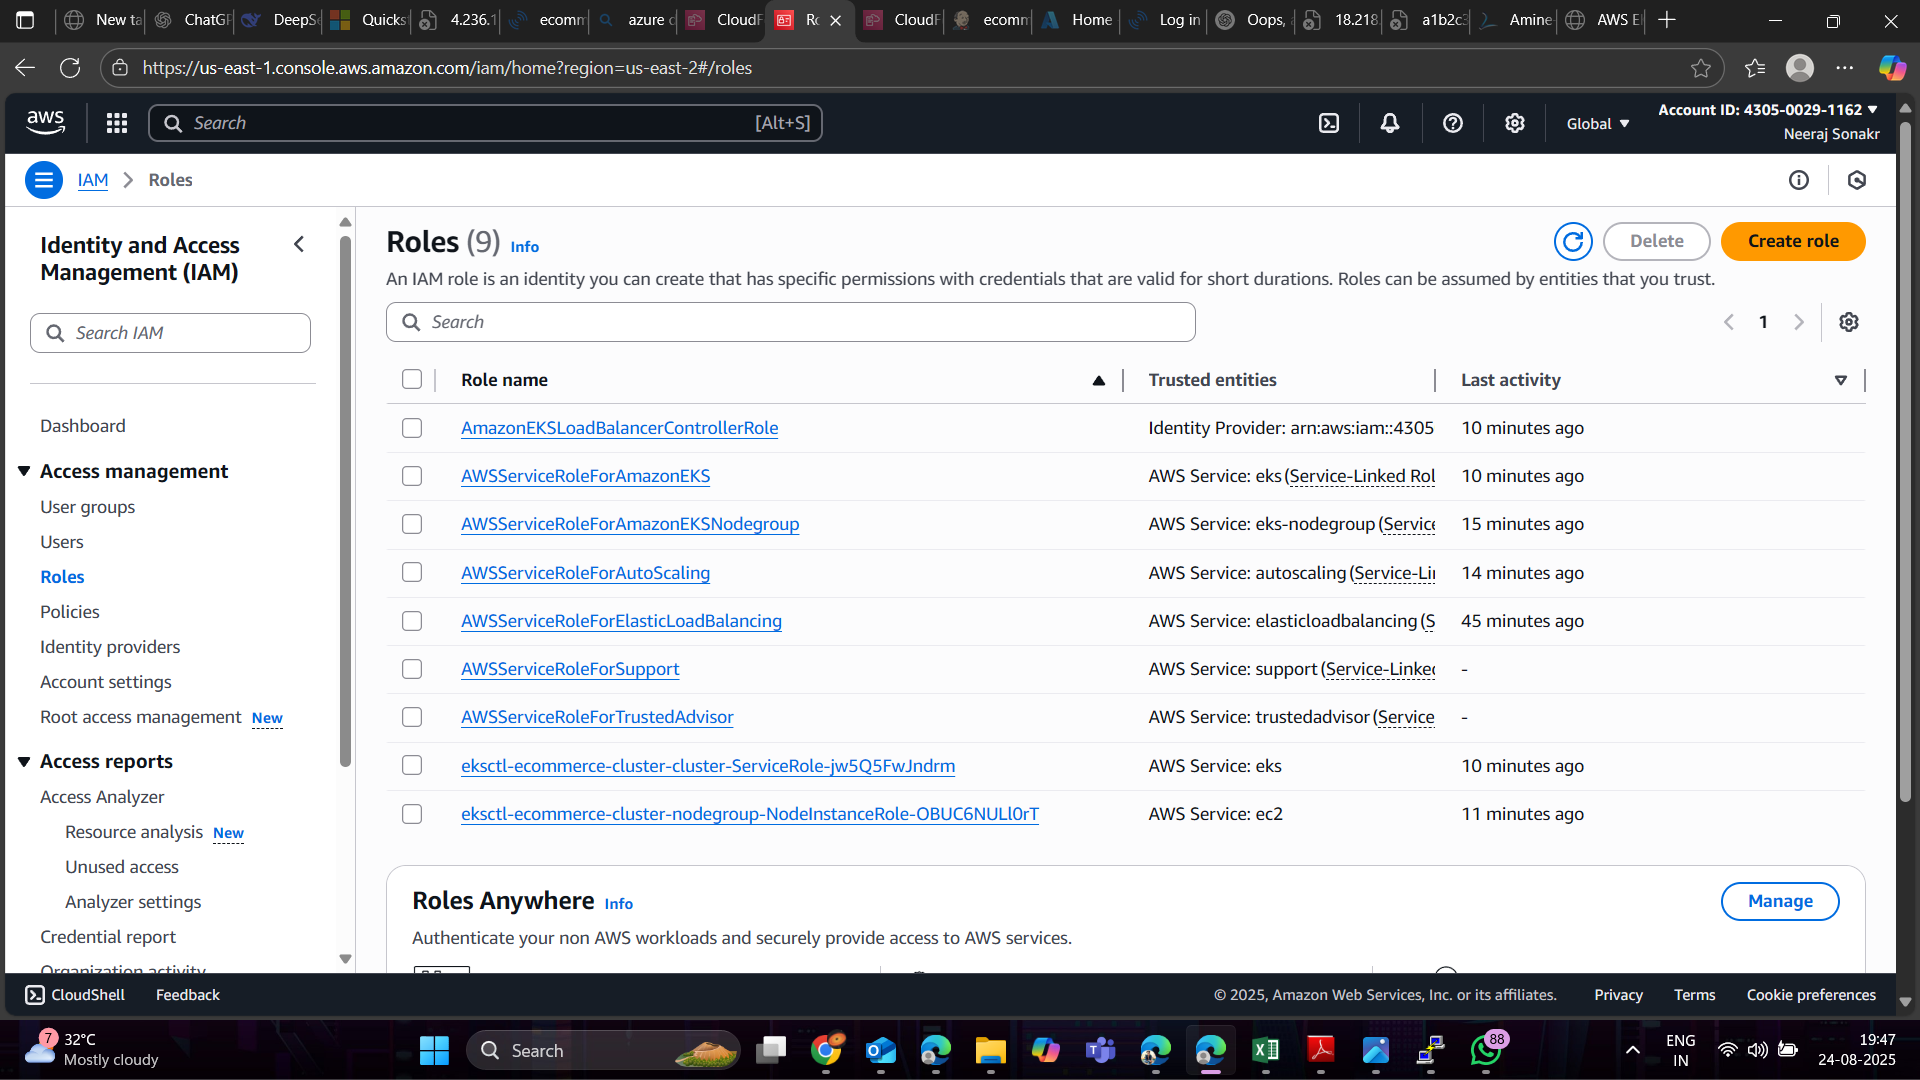 New ta
ChatGP
DeepSe
Quickst
4.236.1
ecomm
azure c
CloudF
Ro
CloudF
ecomm
Home
Log in
Oops,
18.218.
a1b2c3
Amine
AWS El
https://us-east-1.console.aws.amazon.com/iam/home?region=us-east-2#/roles
aws
Search [Alt+S]
Global
Account ID: 4305-0029-1162
Neeraj Sonakr
IAM > Roles
Identity and Access
Management (IAM)
Search IAM
Dashboard
Access management
User groups
Users
Roles
Policies
Identity providers
Account settings
Root access management New
Access reports
Access Analyzer
Resource analysis New
Unused access
Analyzer settings
Credential report
Organization activity
Roles (9) Info
Delete
Create role
An IAM role is an identity you can create that has specific permissions with credentials that are valid for short durations. Roles can be assumed by entities that you trust.
Search
1
Role name Trusted entities Last activity
AmazonEKSLoadBalancerControllerRole Identity Provider: arn:aws:iam::4305 10 minutes ago
AWSServiceRoleForAmazonEKS AWS Service: eks (Service-Linked Rol 10 minutes ago
AWSServiceRoleForAmazonEKSNodegroup AWS Service: eks-nodegroup (Service 15 minutes ago
AWSServiceRoleForAutoScaling AWS Service: autoscaling (Service-Li 14 minutes ago
AWSServiceRoleForElasticLoadBalancing AWS Service: elasticloadbalancing (S 45 minutes ago
AWSServiceRoleForSupport AWS Service: support (Service-Linked -
AWSServiceRoleForTrustedAdvisor AWS Service: trustedadvisor (Service -
eksctl-ecommerce-cluster-cluster-ServiceRole-jw5Q5FwJndrm AWS Service: eks 10 minutes ago
eksctl-ecommerce-cluster-nodegroup-NodeInstanceRole-OBUC6NULl0rT AWS Service: ec2 11 minutes ago
Roles Anywhere Info
Manage
Authenticate your non AWS workloads and securely provide access to AWS services.
CloudShell Feedback © 2025, Amazon Web Services, Inc. or its affiliates. Privacy Terms Cookie preferences
7
32°C
Mostly cloudy
Search
88
ENG
IN
19:47
24-08-2025